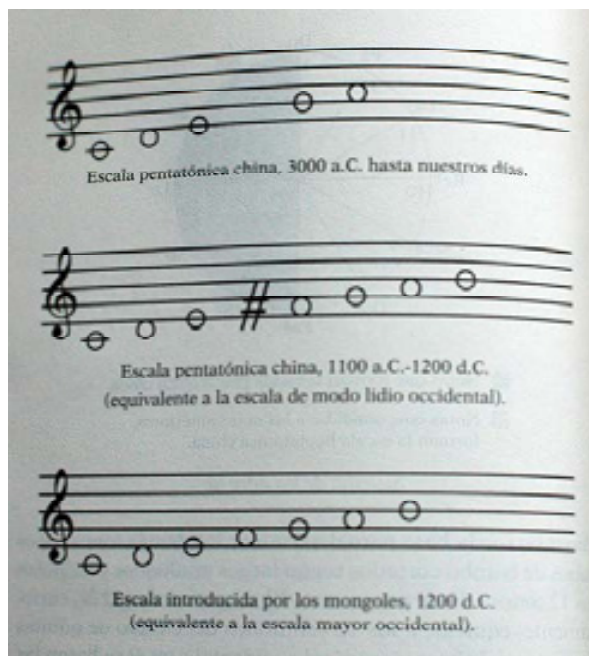 Escala pentatónica china, 3000 a.C. hasta nuestros días.
Escala pentatónica china, 1100 a.C.-1200 d.C.
(equivalente a la escala de modo lidio occidental).
Escala introducida por los mongoles, 1200 d.C.
(equivalente a la escala mayor occidental).